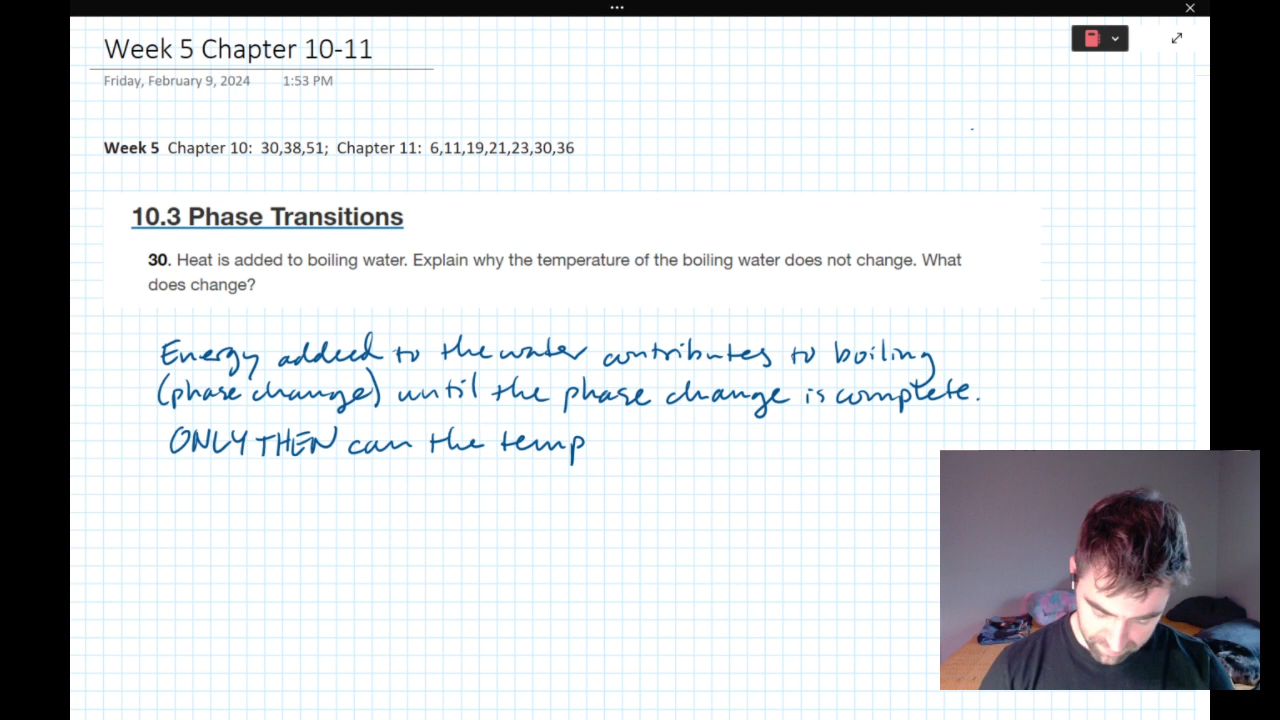 Week 5 Chapter 10-11
Friday, February 9, 2024 1:53 PM
Week 5 Chapter 10: 30,38,51; Chapter 11: 6,11,19,21,23,30,36
10.3 Phase Transitions
30. Heat is added to boiling water. Explain why the temperature of the boiling water does not change. What
does change?
Energy added to the water contributes to boiling
(phase change) until the phase change is complete.
ONLY THEN can the temp